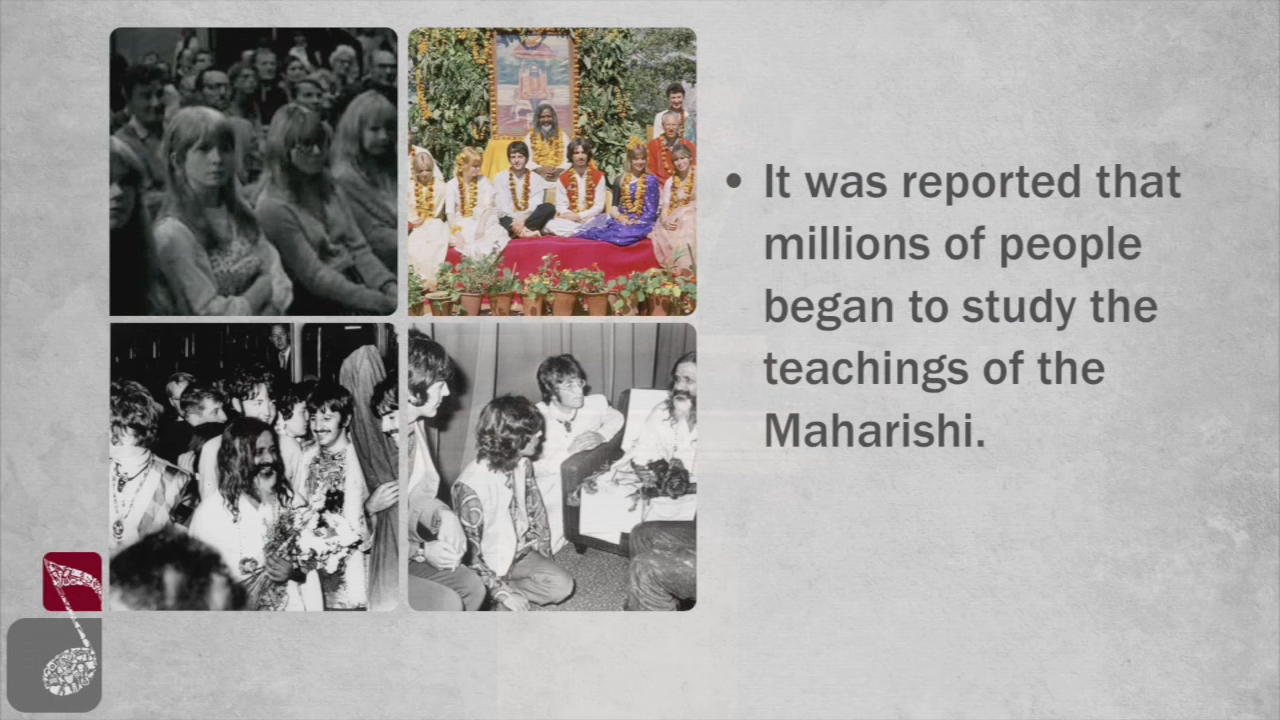 • It was reported that
millions of people
began to study the
teachings of the
Maharishi.